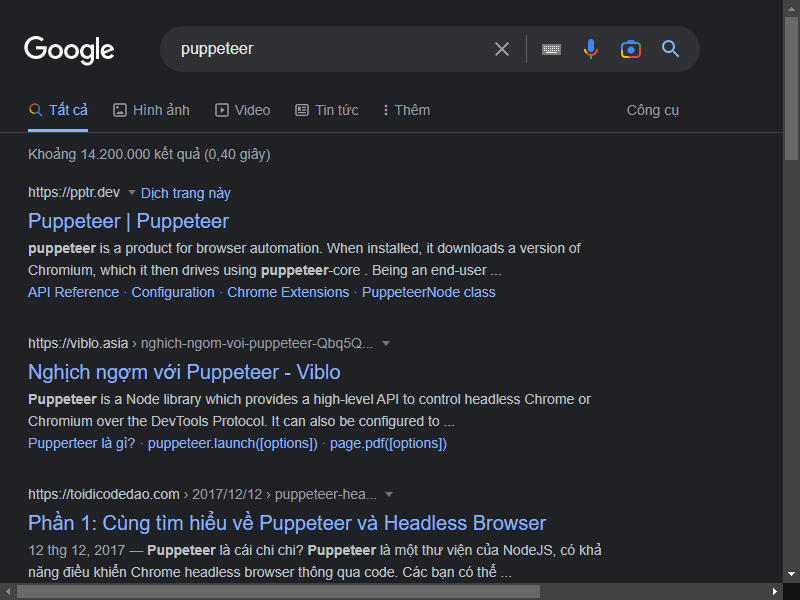 Google
puppeteer
Tất cả
Hình ảnh
Video
Tin tức
Thêm
Công cụ
Khoảng 14.200.000 kết quả (0,40 giây)
https://pptr.dev Dịch trang này
Puppeteer | Puppeteer
puppeteer is a product for browser automation. When installed, it downloads a version of
Chromium, which it then drives using puppeteer-core . Being an end-user ...
API Reference · Configuration · Chrome Extensions · PuppeteerNode class
https://viblo.asia › nghich-ngom-voi-puppeteer-Qbq5Q...
Nghịch ngợm với Puppeteer - Viblo
Puppeteer is a Node library which provides a high-level API to control headless Chrome or
Chromium over the DevTools Protocol. It can also be configured to ...
Pupperteer là gì? · puppeteer.launch([options]) · page.pdf([options])
https://toidicodedao.com › 2017/12/12 › puppeteer-hea...
Phần 1: Cùng tìm hiểu về Puppeteer và Headless Browser
12 thg 12, 2017 — Puppeteer là cái chi chi? Puppeteer là một thư viện của NodeJS, có khả
năng điều khiển Chrome headless browser thông qua code. Các bạn có thể ...